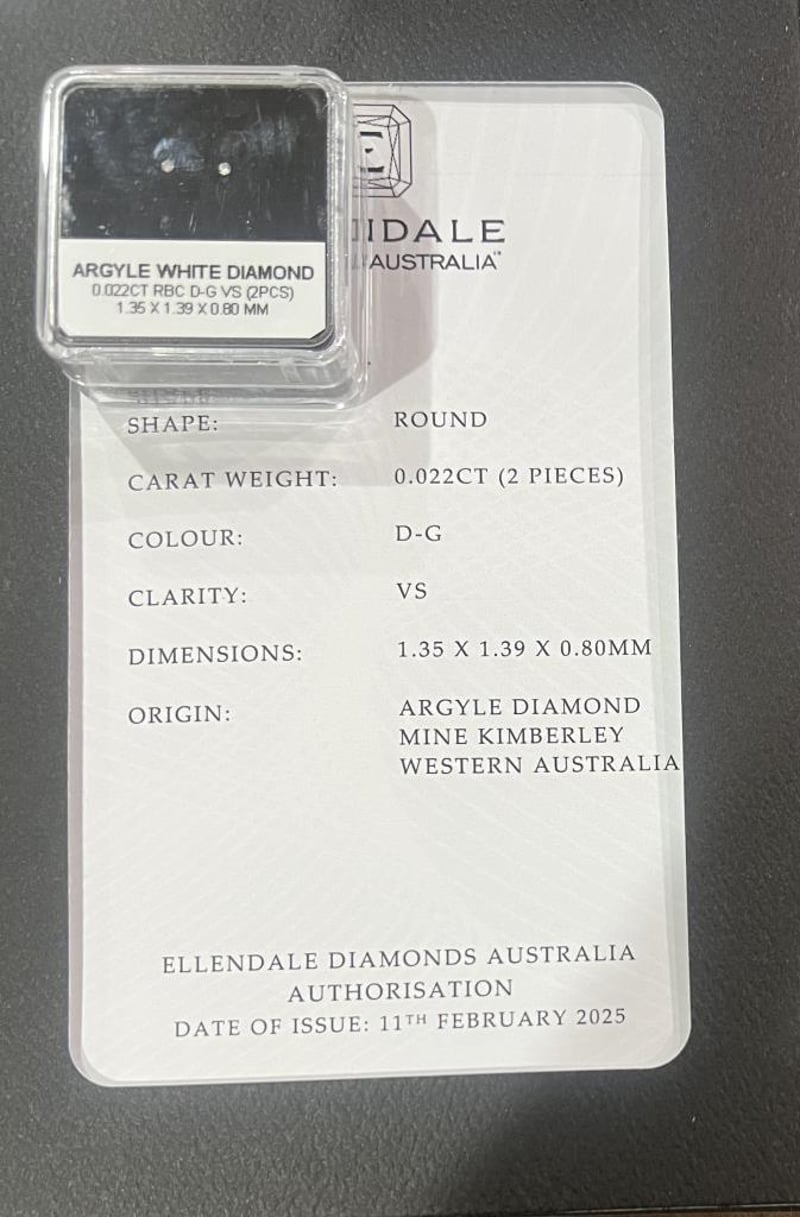 ARGYLE WHITE DIAMOND
0.022CT RBC D-G VS (2PCS)
1.35 X 1.39 X 0.80 MM
E
IDALE
AUSTRALIA™
SHAPE: ROUND
CARAT WEIGHT: 0.022CT (2 PIECES)
COLOUR: D-G
CLARITY: VS
DIMENSIONS: 1.35 X 1.39 X 0.80MM
ORIGIN: ARGYLE DIAMOND
MINE KIMBERLEY
WESTERN AUSTRALIA
ELLENDALE DIAMONDS AUSTRALIA
AUTHORISATION
DATE OF ISSUE: 11TH FEBRUARY 2025